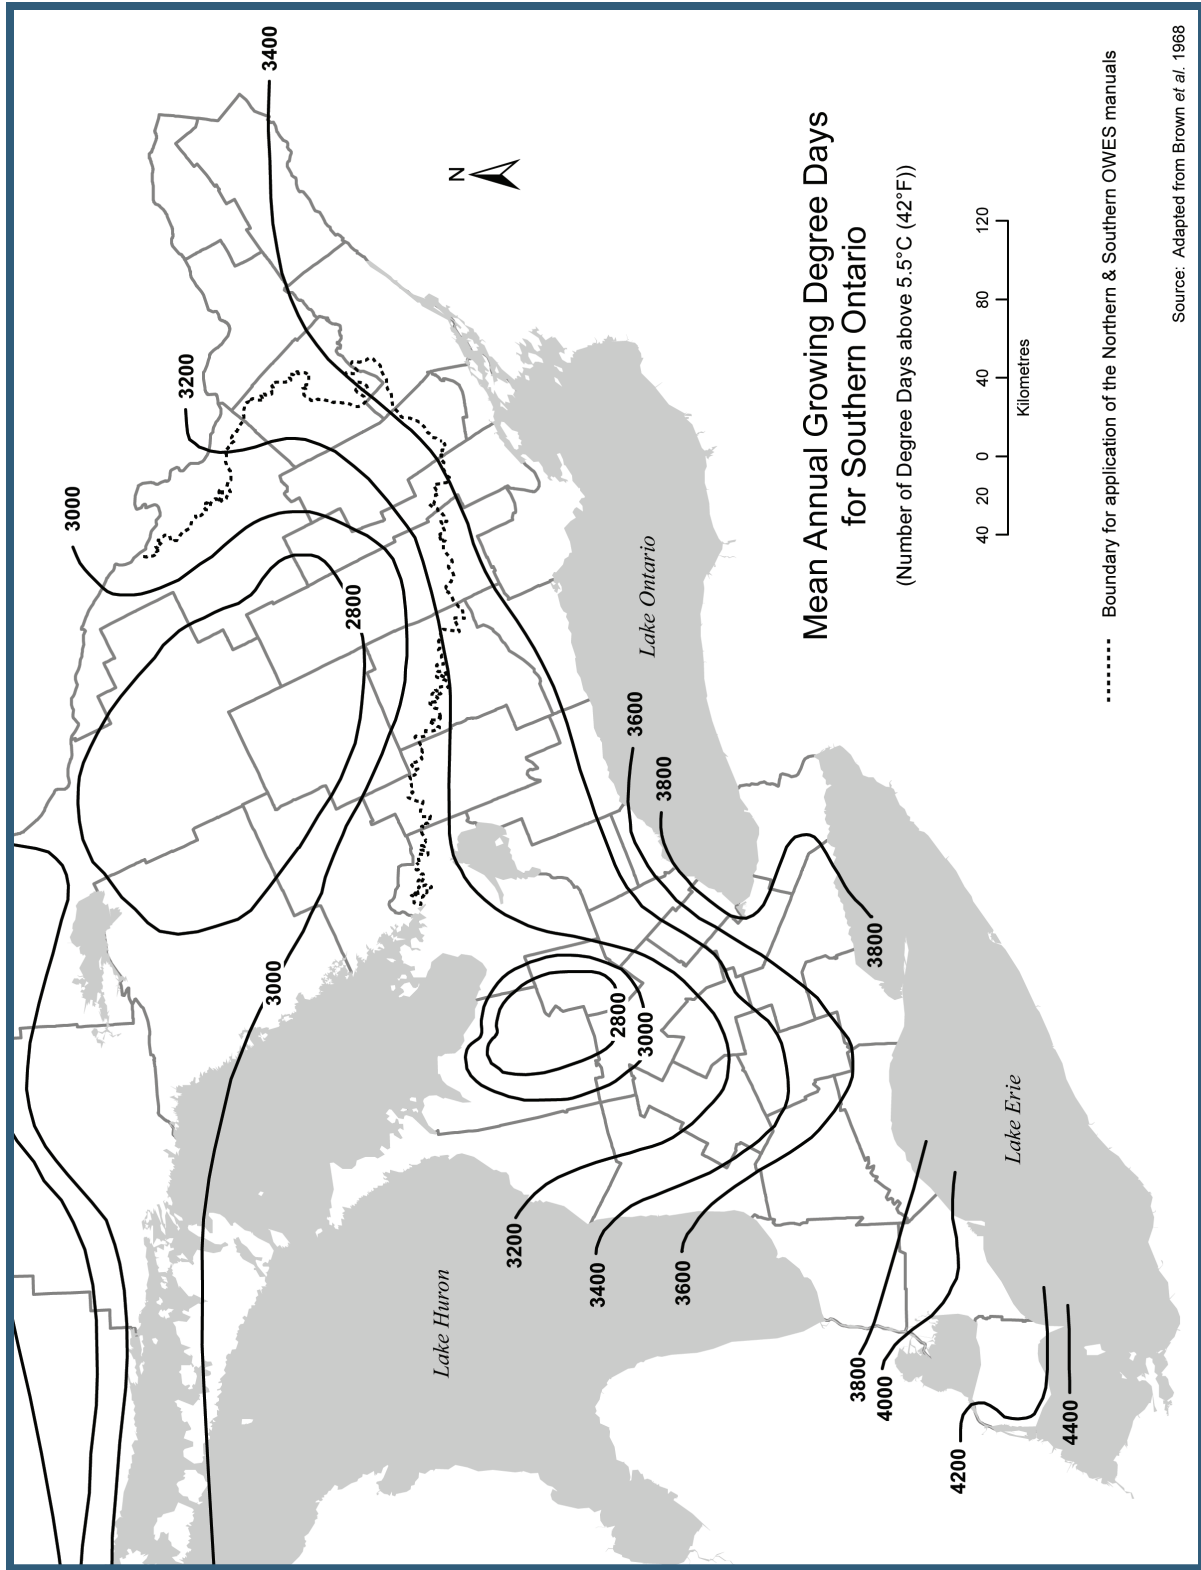 Mean Annual Growing Degree Days
for Southern Ontario
(Number of Degree Days above 5.5°C (42°F))
40 20 0 40 80 120
Kilometres
Boundary for application of the Northern & Southern OWES manuals
Source: Adapted from Brown et al. 1968
N
3400
3200
3000
2800
3000
2800
3000
3200
3400
3600
3600
3800
3800
3800
4000
4200
4400
Lake Ontario
Lake Erie
Lake Huron